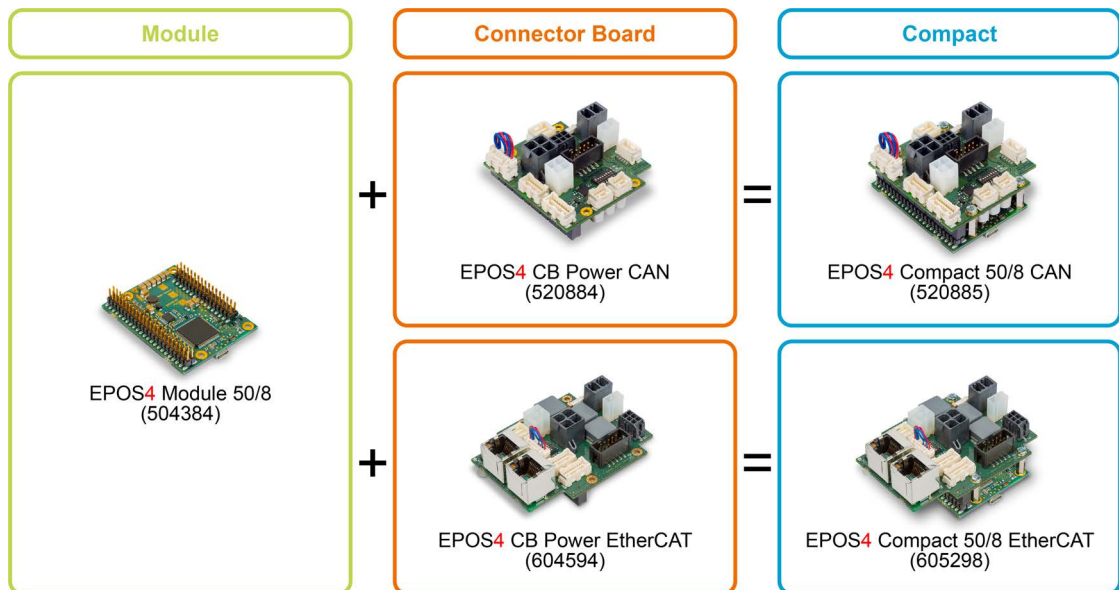 Module
Connector Board
Compact
EPOS4 Module 50/8
(504384)
+
EPOS4 CB Power CAN
(520884)
=
EPOS4 Compact 50/8 CAN
(520885)
+
EPOS4 CB Power EtherCAT
(604594)
=
EPOS4 Compact 50/8 EtherCAT
(605298)